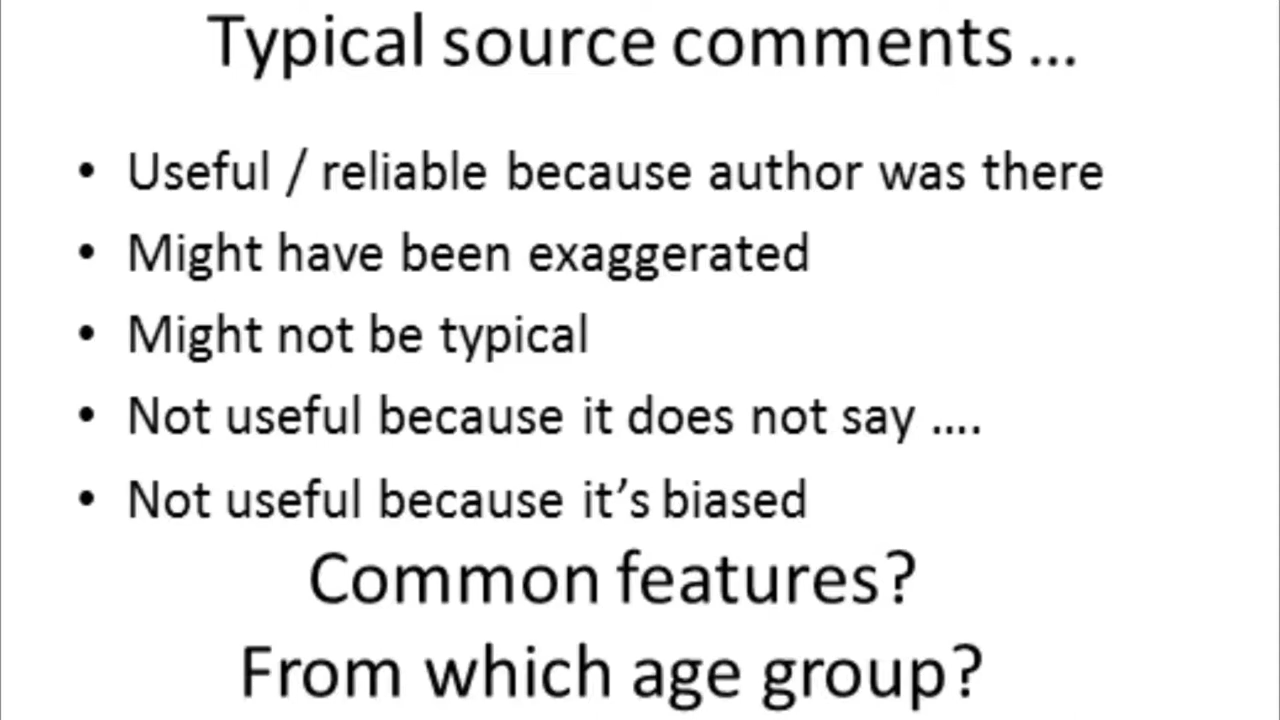 Typical source comments ...
• Useful / reliable because author was there
• Might have been exaggerated
• Might not be typical
• Not useful because it does not say ....
• Not useful because it’s biased
Common features?
From which age group?